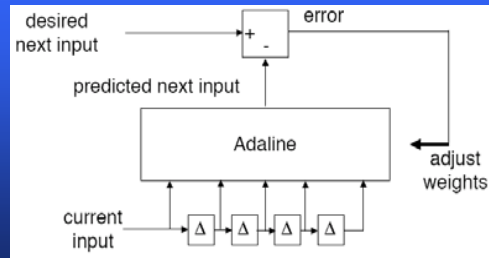 desired
next input
+
-
error
predicted next input
Adaline
adjust
weights
current
input
Δ Δ Δ Δ